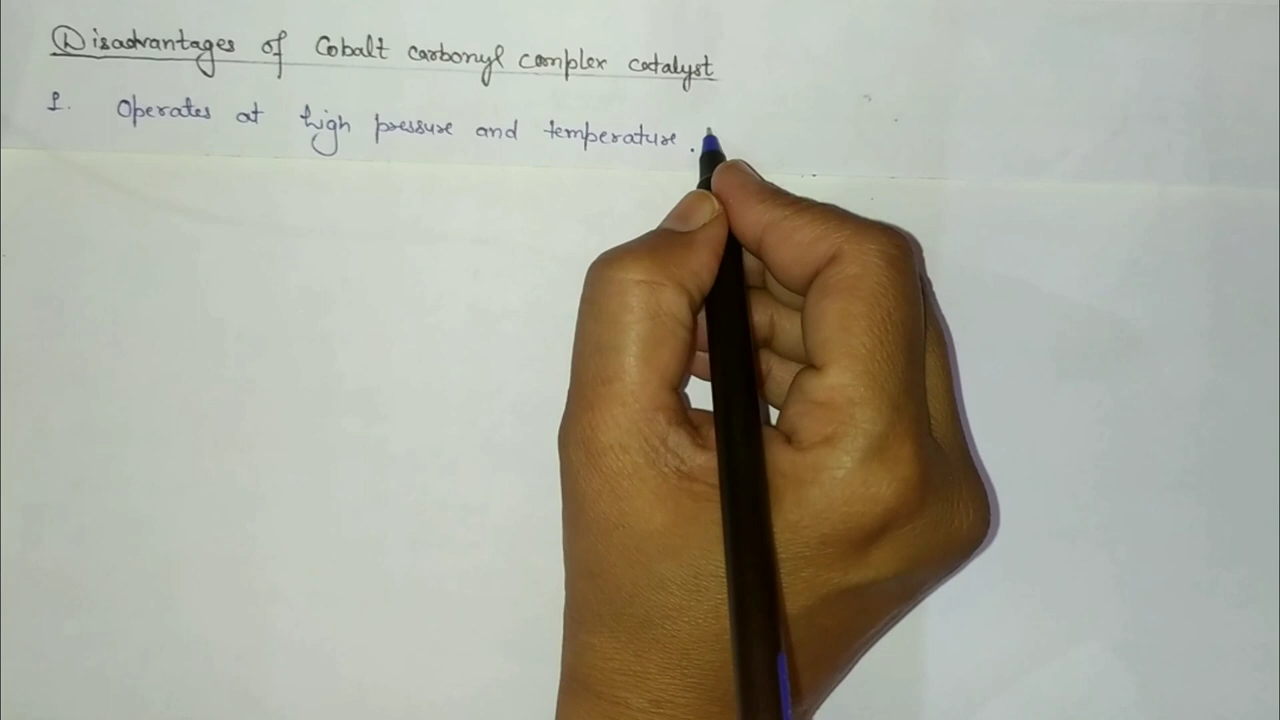 Disadvantages of Cobalt carbonyl complex catalyst
1. Operates at high pressure and temperature.